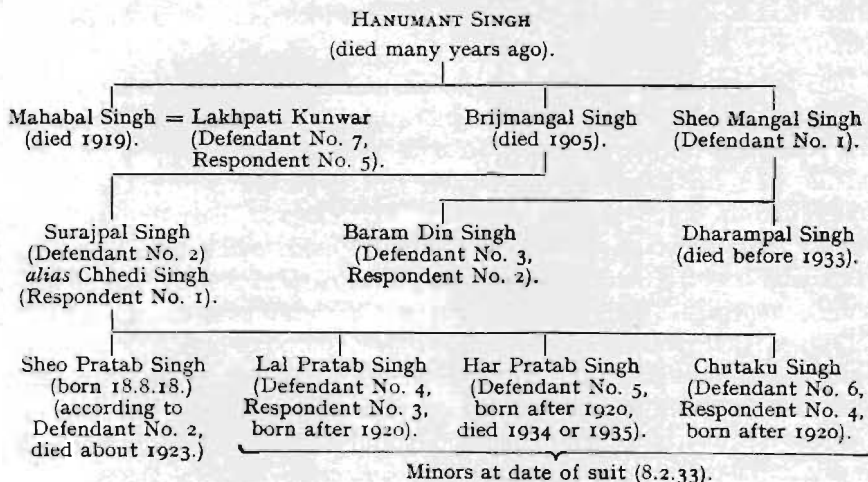 HANUMANT SINGH
(died many years ago).
Mahabal Singh = Lakhpati Kunwar
(died 1919). (Defendant No. 7,
Respondent No. 5).
Brijmangal Singh
(died 1905).
Sheo Mangal Singh
(Defendant No. 1).
Surajpal Singh
(Defendant No. 2)
alias Chhedi Singh
(Respondent No. 1).
Baram Din Singh
(Defendant No. 3,
Respondent No. 2).
Dharampal Singh
(died before 1933).
Sheo Pratab Singh
(born 18.8.18.)
(according to
Defendant No. 2,
died about 1923.)
Lal Pratab Singh
(Defendant No. 4,
Respondent No. 3,
born after 1920).
Har Pratab Singh
(Defendant No. 5,
born after 1920,
died 1934 or 1935).
Chutaku Singh
(Defendant No. 6,
Respondent No. 4,
born after 1920).
Minors at date of suit (8.2.33).